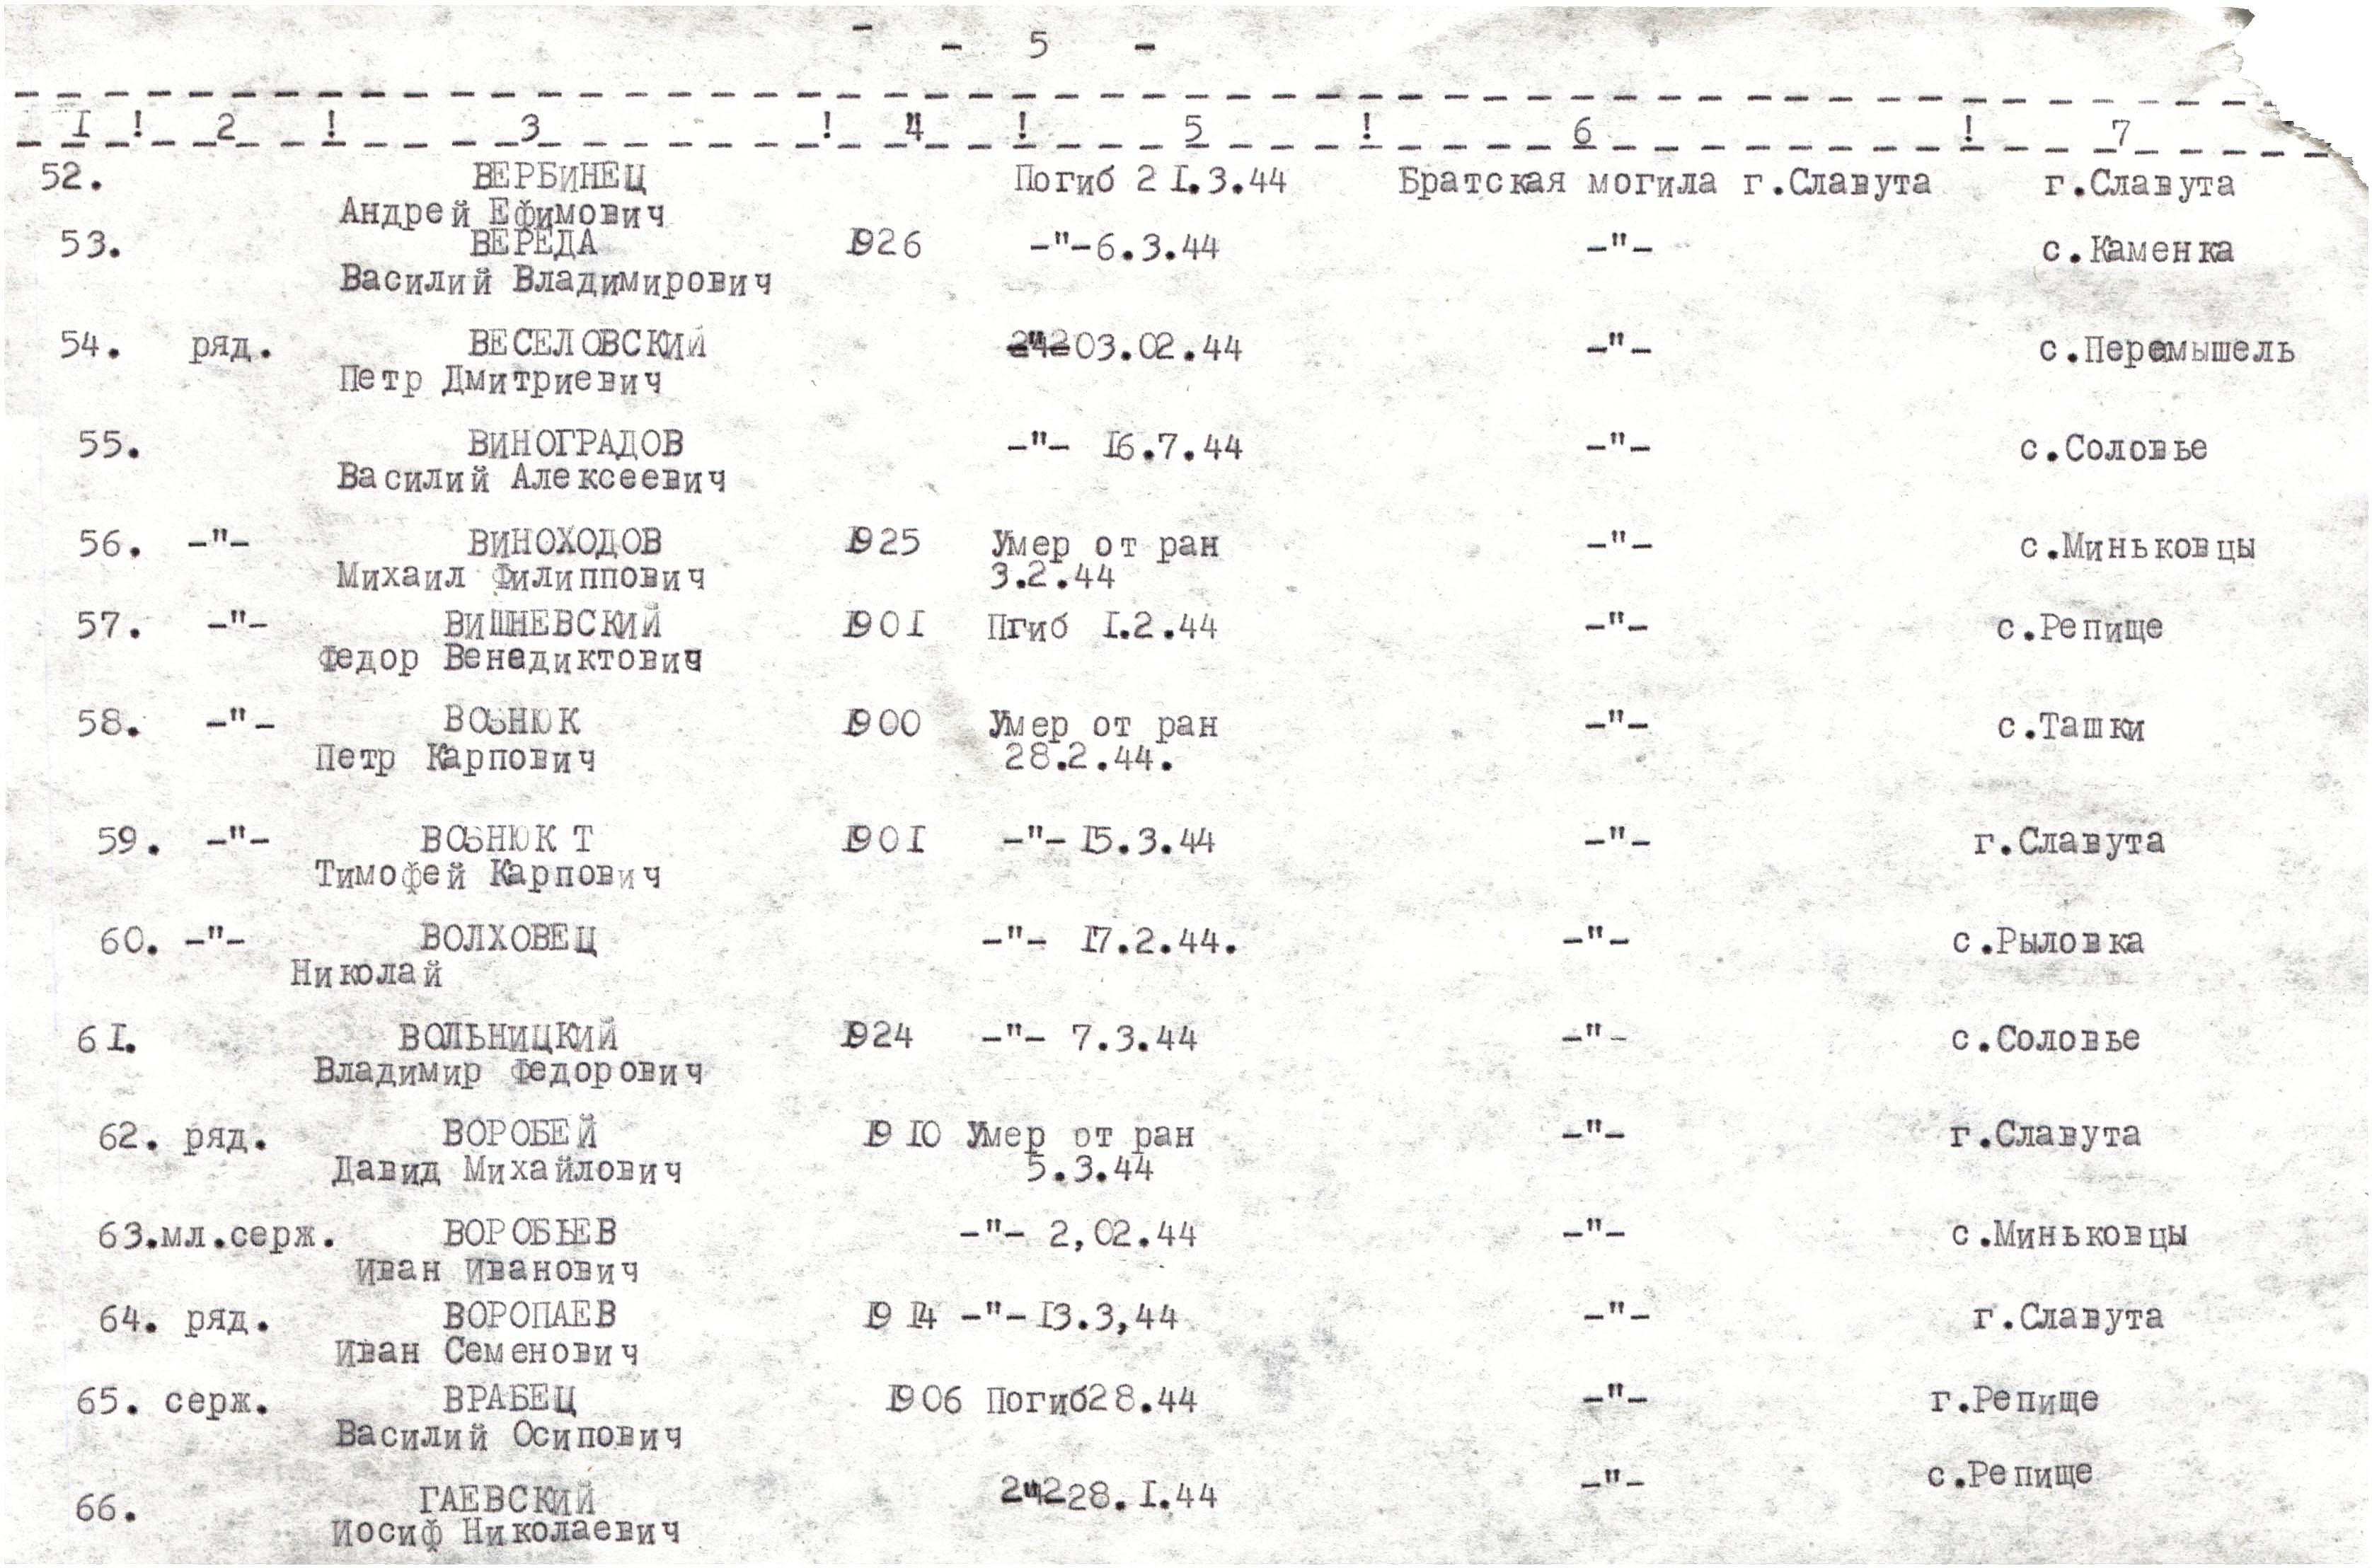 - 5 -
I ! 2 ! 3 ! 4 ! 5 ! 6 ! 7
52. ВЕРБИНЕЦ Погиб 2I.3.44 Братская могила г.Славута г.Славута
Андрей Ефимович
53. ВЕРЕДА I926 -"-6.3.44 -"- с.Каменка
Василий Владимирович
54. ряд. ВЕСЕЛОВСКИЙ -"- 03.02.44 -"- с.Перемышель
Петр Дмитриевич
55. ВИНОГРАДОВ -"- I6.7.44 -"- с.Соловье
Василий Алексеевич
56. -"- ВИНОХОДОВ I925 Умер от ран -"- с.Миньковцы
Михаил Филиппович 3.2.44
57. -"- ВИШНЕВСКИЙ I90I Пгиб I.2.44 -"- с.Репище
Федор Венедиктович
58. -"- ВОЗНЮК I900 Умер от ран -"- с.Ташки
Петр Карпович 28.2.44.
59. -"- ВОЗНЮК Т I90I -"- I5.3.44 -"- г.Славута
Тимофей Карпович
60. -"- ВОЛХОВЕЦ -"- I7.2.44. -"- с.Рыловка
Николай
6I. ВОЛЬНИЦКИЙ I924 -"- 7.3.44 -"- с.Соловье
Владимир Федорович
62. ряд. ВОРОБЕЙ I9I0 Умер от ран -"- г.Славута
Давид Михайлович 5.3.44
63.мл.серж. ВОРОБЬЕВ -"- 2,02.44 -"- с.Миньковцы
Иван Иванович
64. ряд. ВОРОПАЕВ I9I4 -"-I3.3,44 -"- г.Славута
Иван Семенович
65. серж. ВРАБЕЦ I906 Погиб28.44 -"- г.Репище
Василий Осипович
66. ГАЕВСКИЙ 28.I.44 -"- с.Репище
Иосиф Николаевич